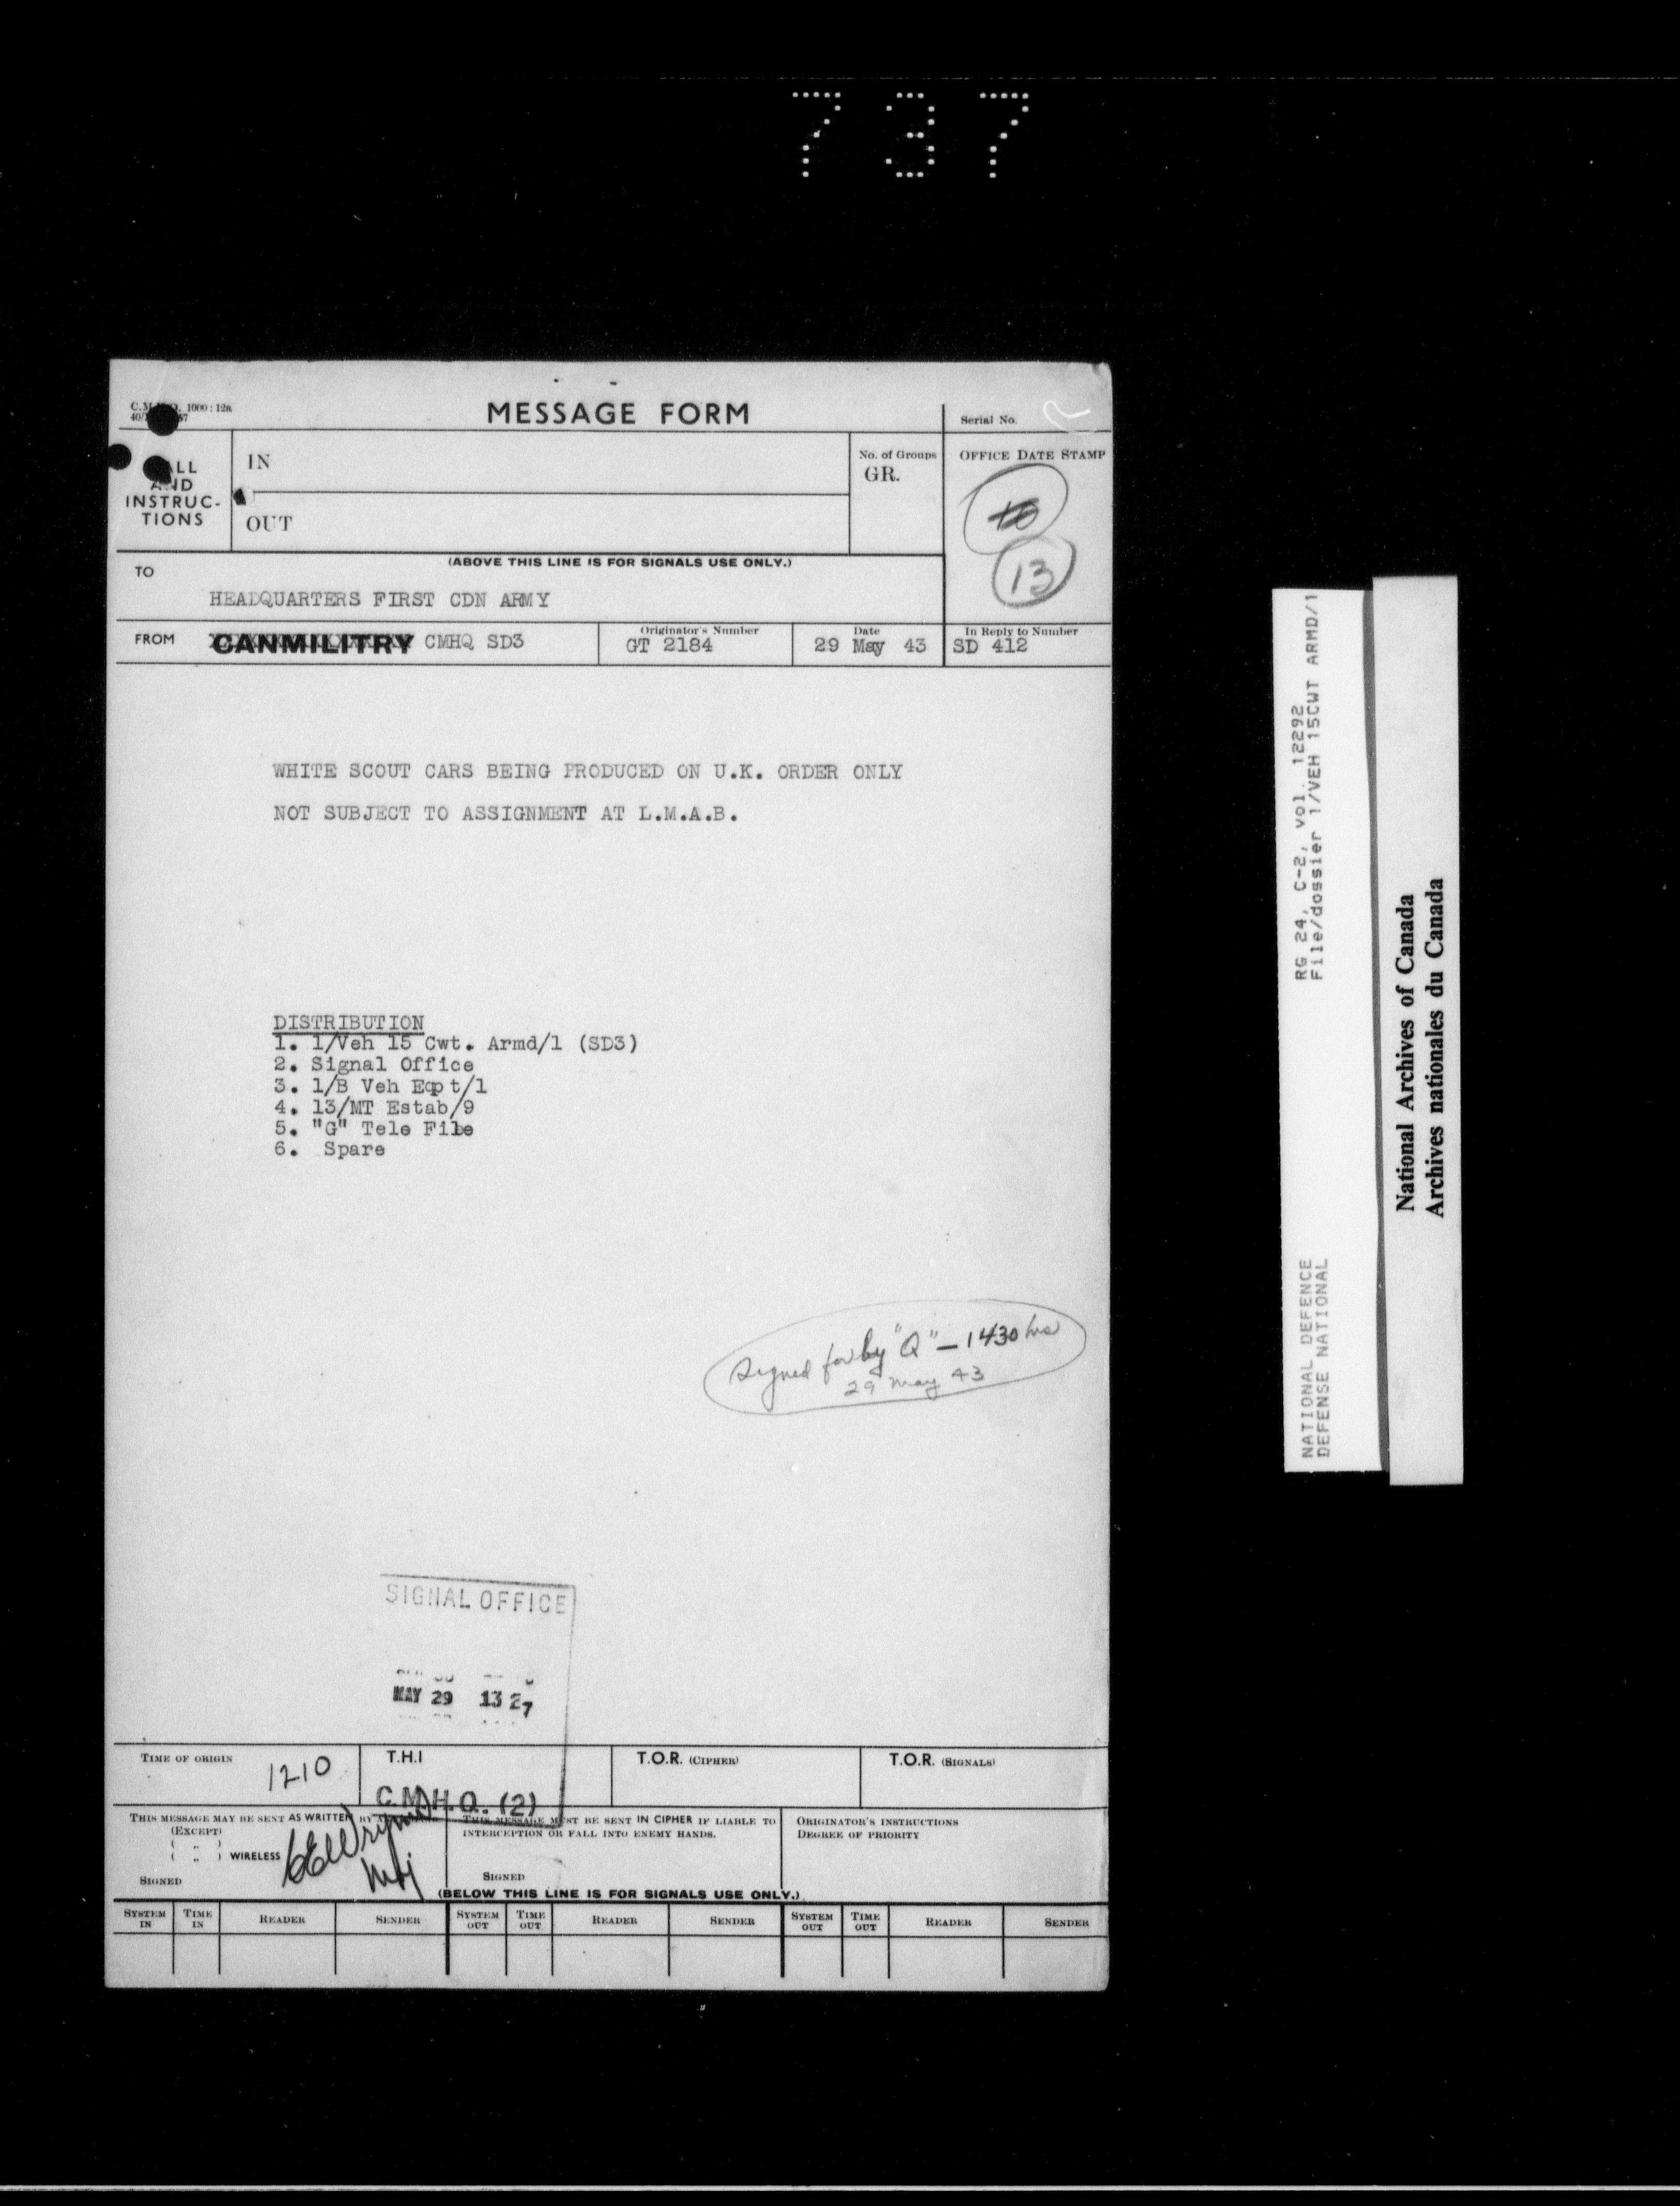 737
MESSAGE FORM
1000 : 12R
Serial No.
AND
INSTRUC-
TIONS
IN
OUT
No. of Groups
GR.
OFFICE DATE STAMP
13
(ABOVE THIS LINE IS FOR SIGNALS USE ONLY.)
TO
HEADQUARTERS FIRST CDN ARMY
FROM
CANMILITRY CMHQ SD3
Originator's Number
GT 2184
Date
29 May 43
In Reply to Number
SD 412
WHITE SCOUT CARS BEING PRODUCED ON U.K. ORDER ONLY
NOT SUBJECT TO ASSIGNMENT AT L.M.A.B.
DISTRIBUTION
1. 1/Veh 15 Cwt. Armd/1 (SD3)
2. Signal Office
3. 1/B Veh Eqpt/1
4. 13/MT Estab/9
5. "G" Tele File
6. Spare
Signed for by "Q" - 1430 hrs
29 May 43
SIGNAL OFFICE
MAY 29 13 27
C.M.H.Q. (2)
TIME OF ORIGIN
1210
T.H.I
T.O.R. (CIPHER)
T.O.R. (SIGNALS)
THIS MESSAGE MAY BE SENT AS WRITTEN BY
(EXCEPT)
( " )
( " ) WIRELESS
SIGNED
THIS MESSAGE MUST BE SENT IN CIPHER IF LIABLE TO
INTERCEPTION OR FALL INTO ENEMY HANDS.
SIGNED
ORIGINATOR'S INSTRUCTIONS
DEGREE OF PRIORITY
(BELOW THIS LINE IS FOR SIGNALS USE ONLY.)
SYSTEM IN
TIME IN
READER
SENDER
SYSTEM OUT
TIME OUT
READER
SENDER
SYSTEM OUT
TIME OUT
READER
SENDER
RG 24, C-2, vol. 12292
File/dossier 1/VEH 15CWT ARMD/1
NATIONAL DEFENCE
DEFENSE NATIONAL
National Archives of Canada
Archives nationales du Canada